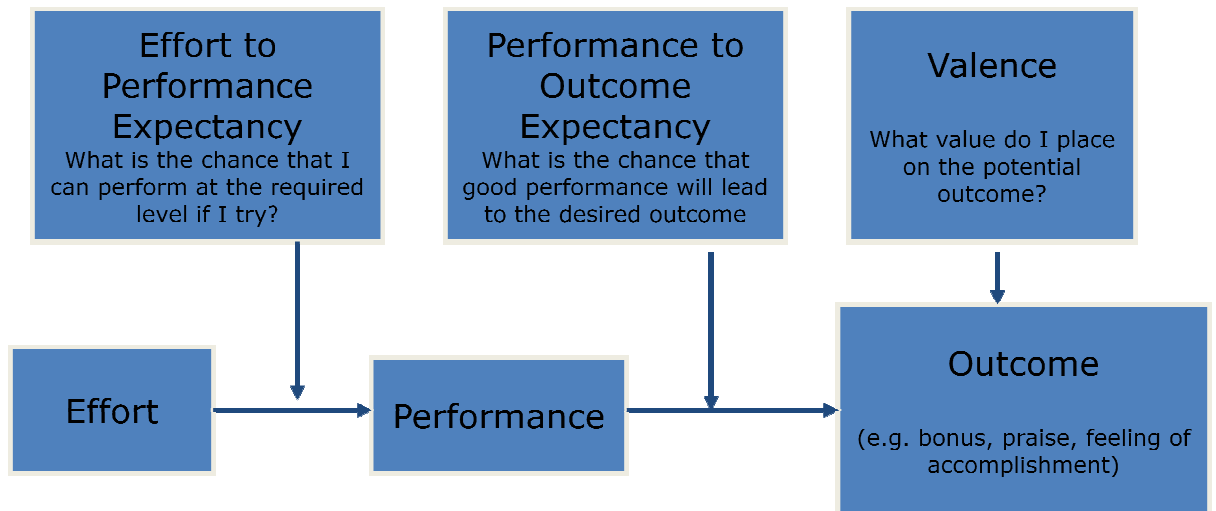 Effort to
Performance
Expectancy
What is the chance that I
can perform at the required
level if I try?
Performance to
Outcome
Expectancy
What is the chance that
good performance will lead
to the desired outcome
Valence
What value do I place
on the potential
outcome?
Effort
Performance
Outcome
(e.g. bonus, praise, feeling of
accomplishment)